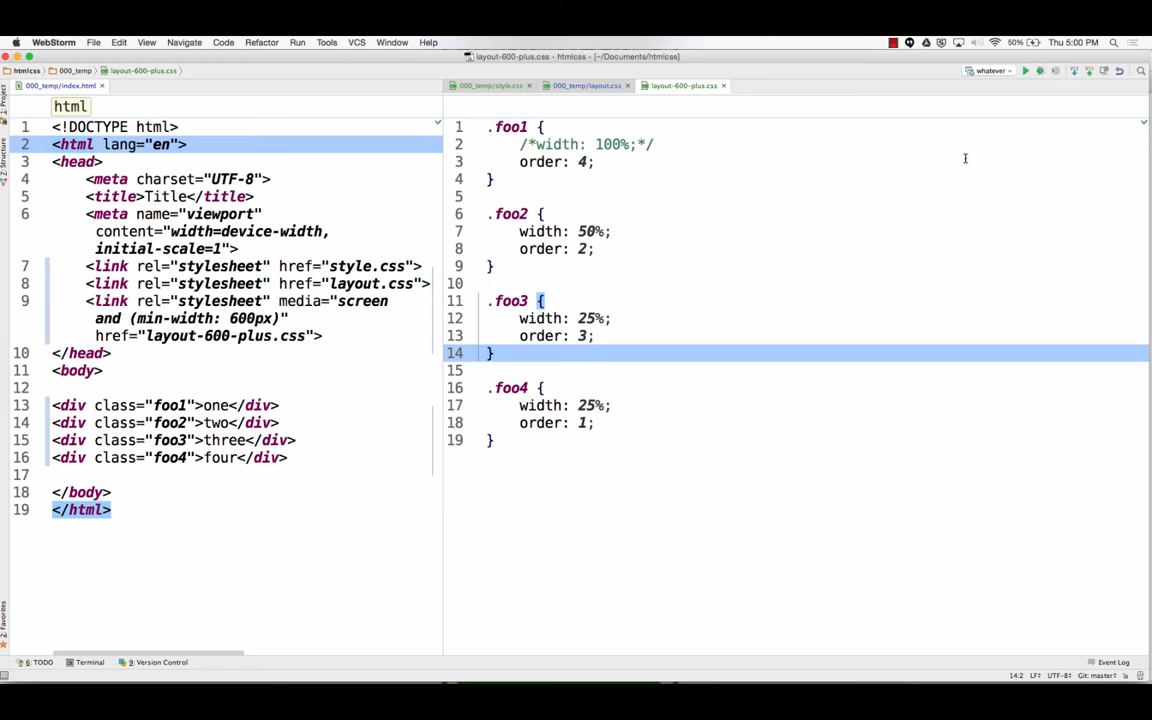 WebStorm File Edit View Navigate Code Refactor Run Tools VCS Window Help 50% Thu 5:00 PM
layout-600-plus.css - htmlcss - [~/Documents/htmlcss]
htmlcss 000_temp layout-600-plus.css whatever
000_temp/index.html 000_temp/style.css 000_temp/layout.css layout-600-plus.css
1: Project
Z: Structure
2: Favorites
html
1 <!DOCTYPE html>
2 <html lang="en">
3 <head>
4 <meta charset="UTF-8">
5 <title>Title</title>
6 <meta name="viewport"
content="width=device-width,
initial-scale=1">
7 <link rel="stylesheet" href="style.css">
8 <link rel="stylesheet" href="layout.css">
9 <link rel="stylesheet" media="screen
and (min-width: 600px)"
href="layout-600-plus.css">
10 </head>
11 <body>
12
13 <div class="foo1">one</div>
14 <div class="foo2">two</div>
15 <div class="foo3">three</div>
16 <div class="foo4">four</div>
17
18 </body>
19 </html>
1 .foo1 {
2 /*width: 100%;*/
3 order: 4;
4 }
5
6 .foo2 {
7 width: 50%;
8 order: 2;
9 }
10
11 .foo3 {
12 width: 25%;
13 order: 3;
14 }
15
16 .foo4 {
17 width: 25%;
18 order: 1;
19 }
6: TODO Terminal 9: Version Control Event Log
14:2 LF UTF-8 Git: master